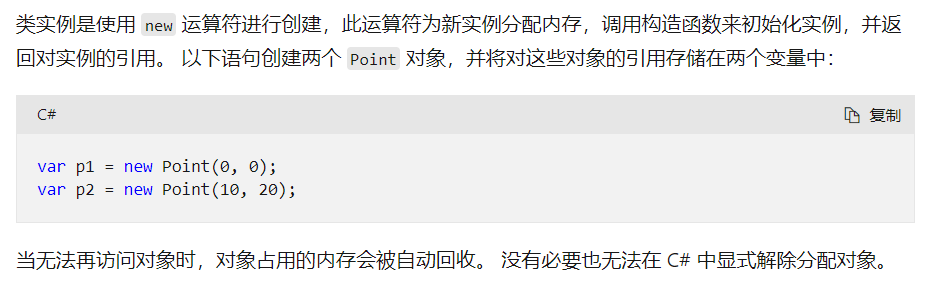 类实例是使用 new 运算符进行创建，此运算符为新实例分配内存，调用构造函数来初始化实例，并返
回对实例的引用。 以下语句创建两个 Point 对象，并将对这些对象的引用存储在两个变量中：
C#
复制
var p1 = new Point(0, 0);
var p2 = new Point(10, 20);
当无法再访问对象时，对象占用的内存会被自动回收。 没有必要也无法在 C# 中显式解除分配对象。